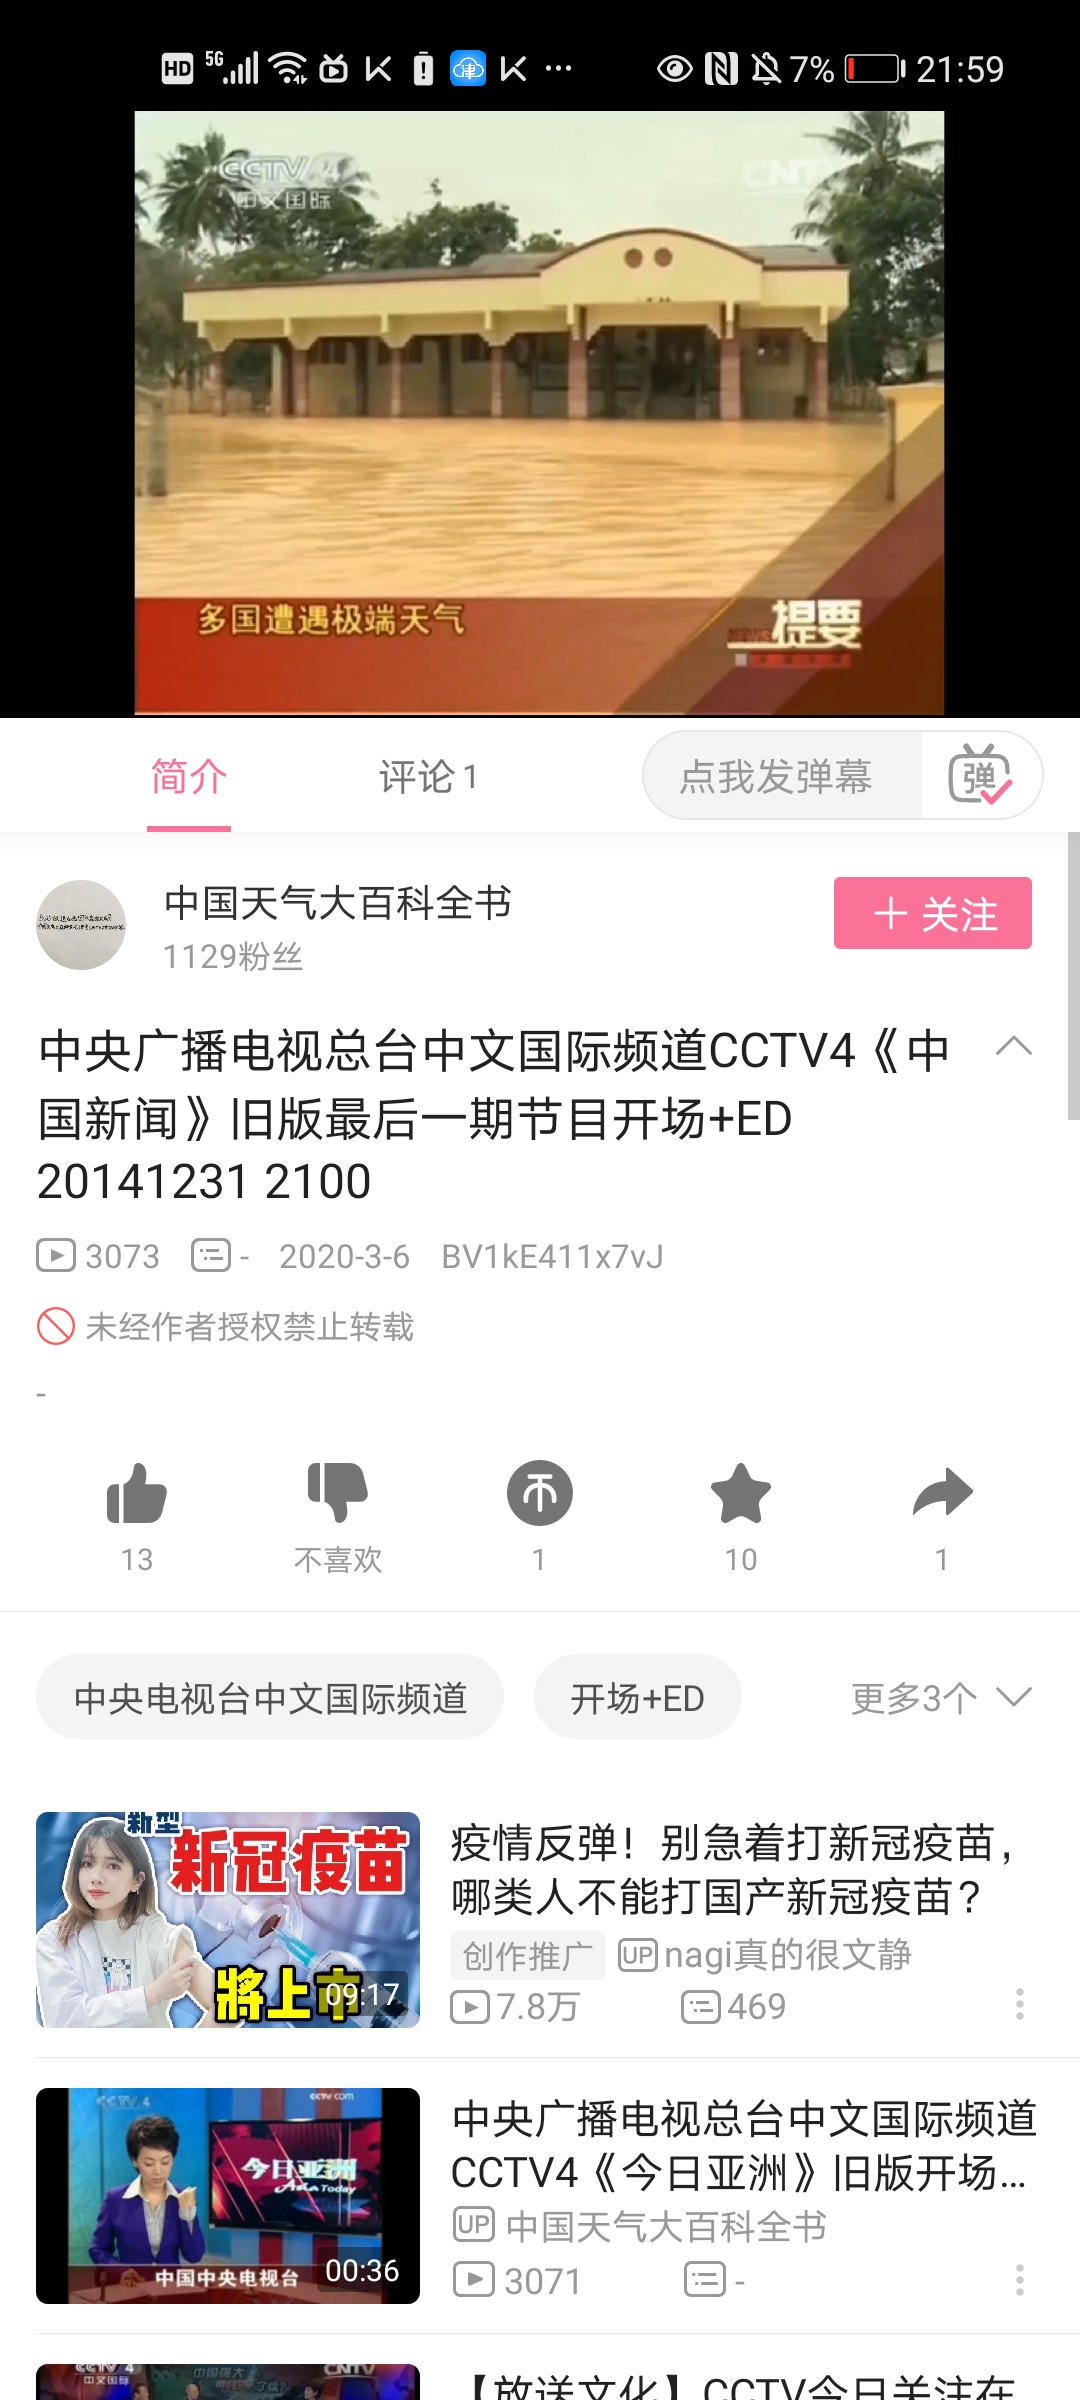 HD 5G 津 7% 21:59
CCTV 4
中文国际
CNT
多国遭遇极端天气
NEWS 提要
简介
评论 1
点我发弹幕
弹
中国天气大百科全书
1129粉丝
+ 关注
中央广播电视总台中文国际频道CCTV4《中
国新闻》旧版最后一期节目开场+ED
20141231 2100
3073 - 2020-3-6 BV1kE411x7vJ
未经作者授权禁止转载
-
13 不喜欢 1 10 1
中央电视台中文国际频道
开场+ED
更多3个
新型
新冠疫苗
將上市
09:17
疫情反弹！别急着打新冠疫苗，
哪类人不能打国产新冠疫苗？
创作推广 UP nagi真的很文静
7.8万 469
CCTV 4
CCTV com
今日亚洲
Asia Today
中国中央电视台
00:36
中央广播电视总台中文国际频道
CCTV4《今日亚洲》旧版开场...
UP 中国天气大百科全书
3071 -
CCTV 4
中文国际
中国强大
CNTV
【放送文化】CCTV今日关注在